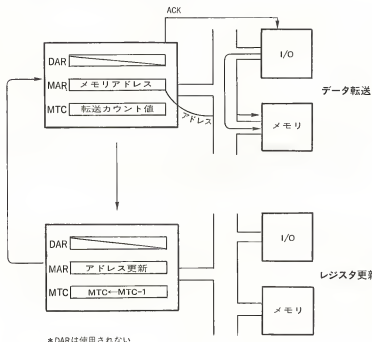 ACK
DAR
MAR メモリアドレス
MTC 転送カウント値
アドレス
I/O
メモリ
データ転送
DAR
MAR アドレス更新
MTC MTC←MTC-1
I/O
メモリ
レジスタ更新
*DARは使用されない